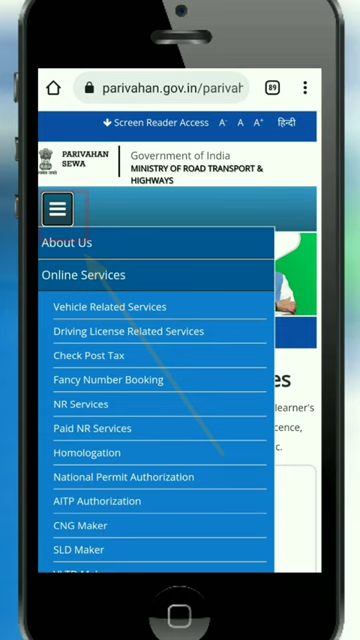 parivahan.gov.in/parivah
89
Screen Reader Access A- A A+ हिन्दी
PARIVAHAN
SEWA
Government of India
MINISTRY OF ROAD TRANSPORT &
HIGHWAYS
About Us
Online Services
Vehicle Related Services
Driving License Related Services
Check Post Tax
Fancy Number Booking
es
NR Services
learner's
Paid NR Services
cence,
Homologation
c.
National Permit Authorization
AITP Authorization
CNG Maker
SLD Maker